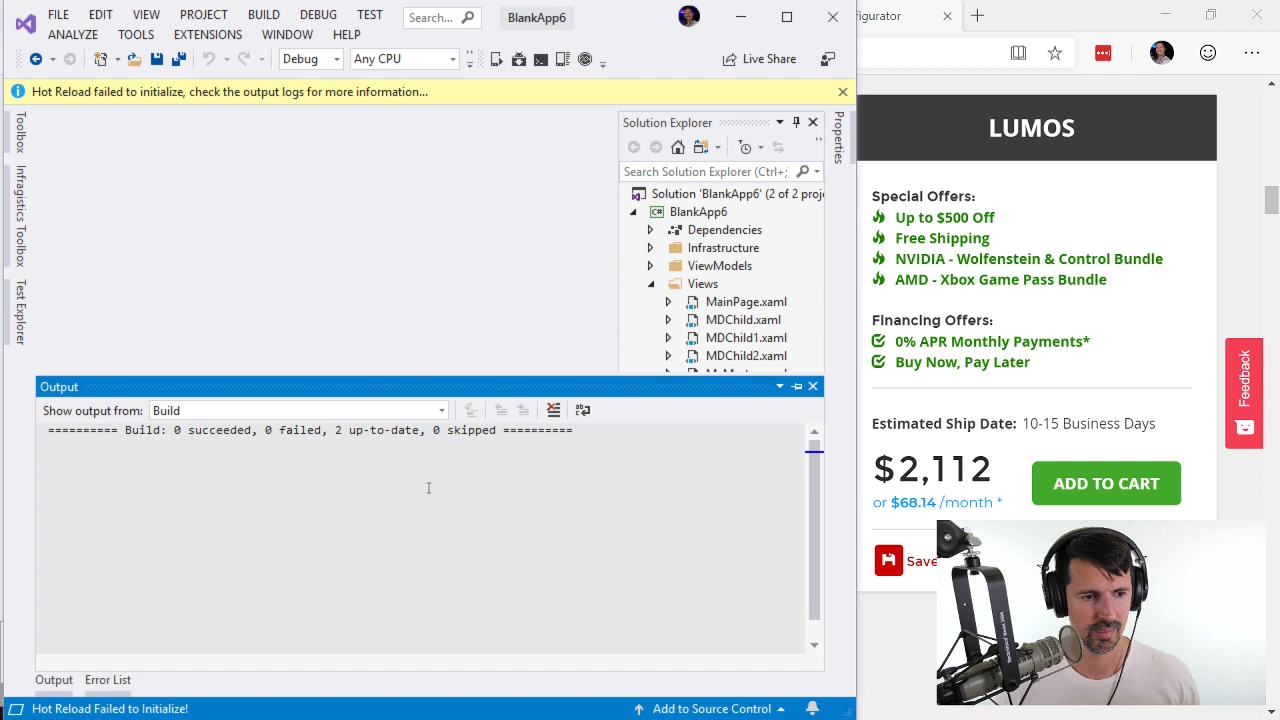 FILE EDIT VIEW PROJECT BUILD DEBUG TEST
ANALYZE TOOLS EXTENSIONS WINDOW HELP
Search...
BlankApp6
Debug
Any CPU
Live Share
Hot Reload failed to initialize, check the output logs for more information...
Toolbox
Infragistics Toolbox
Test Explorer
Solution Explorer
Search Solution Explorer (Ctrl+;
Solution 'BlankApp6' (2 of 2 proje
C# BlankApp6
Dependencies
Infrastructure
ViewModels
Views
MainPage.xaml
MDChild.xaml
MDChild1.xaml
MDChild2.xaml
Properties
Output
Show output from: Build
========== Build: 0 succeeded, 0 failed, 2 up-to-date, 0 skipped ==========
Output Error List
Hot Reload Failed to Initialize!
Add to Source Control
figurator
LUMOS
Special Offers:
Up to $500 Off
Free Shipping
NVIDIA - Wolfenstein & Control Bundle
AMD - Xbox Game Pass Bundle
Financing Offers:
0% APR Monthly Payments*
Buy Now, Pay Later
Estimated Ship Date: 10-15 Business Days
$2,112
or $68.14 /month *
ADD TO CART
Save
Feedback